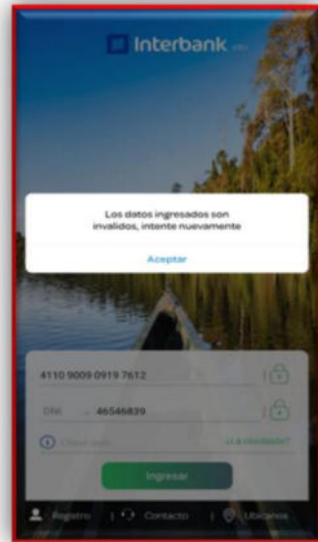 Interbank
Los datos ingresados son
invalidos, intente nuevamente
Aceptar
4110 9009 0919 7612
DNI 46546839
Clave web ¿La olvidaste?
Ingresar
Registro | Contacto | Ubícanos